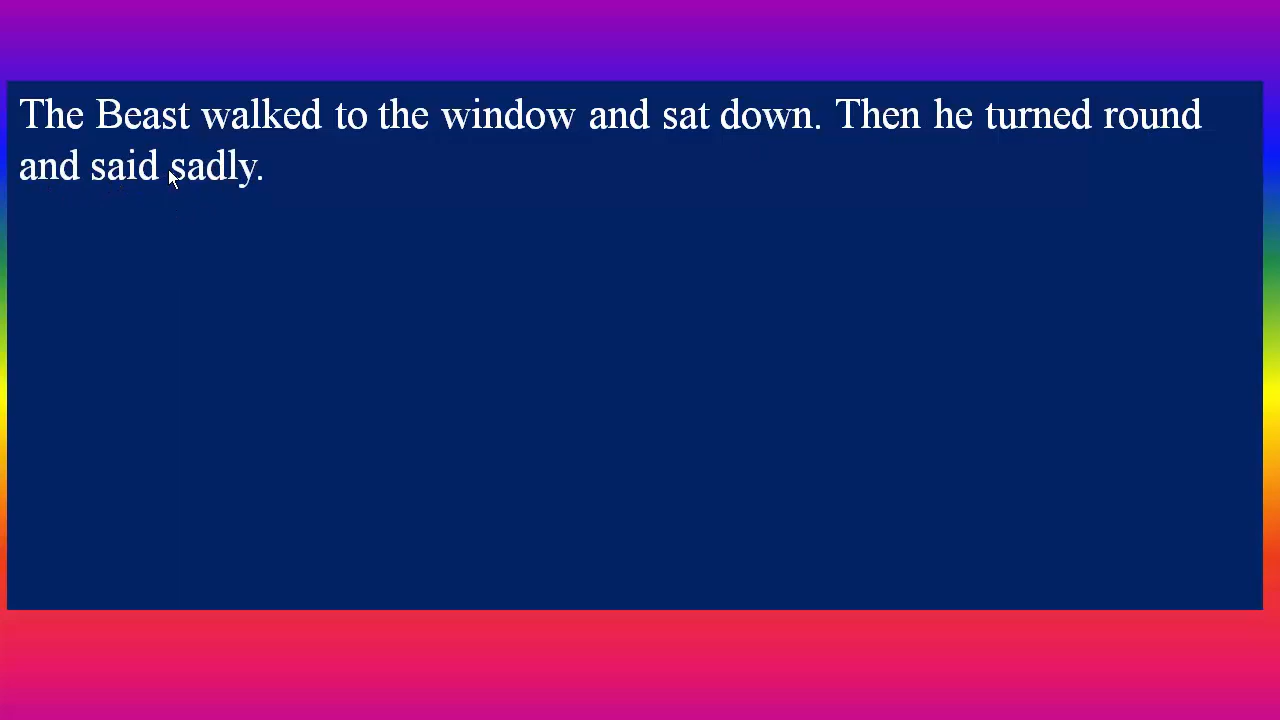 The Beast walked to the window and sat down. Then he turned round
and said sadly.